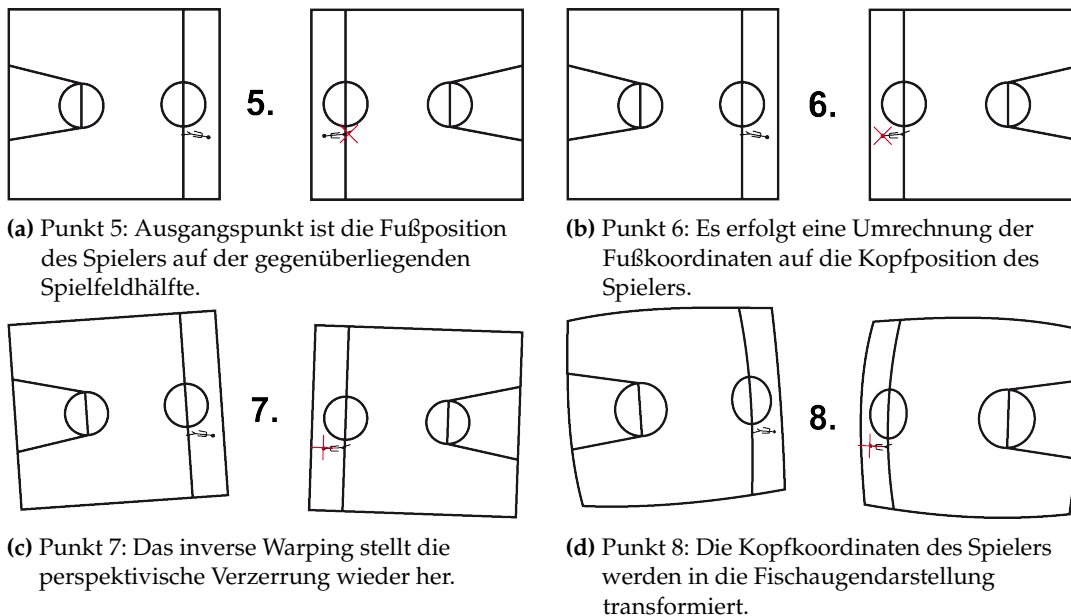 5.
6.
(a) Punkt 5: Ausgangspunkt ist die Fußposition
des Spielers auf der gegenüberliegenden
Spielfeldhälfte.
(b) Punkt 6: Es erfolgt eine Umrechnung der
Fußkoordinaten auf die Kopfposition des
Spielers.
7.
8.
(c) Punkt 7: Das inverse Warping stellt die
perspektivische Verzerrung wieder her.
(d) Punkt 8: Die Kopfkoordinaten des Spielers
werden in die Fischaugendarstellung
transformiert.